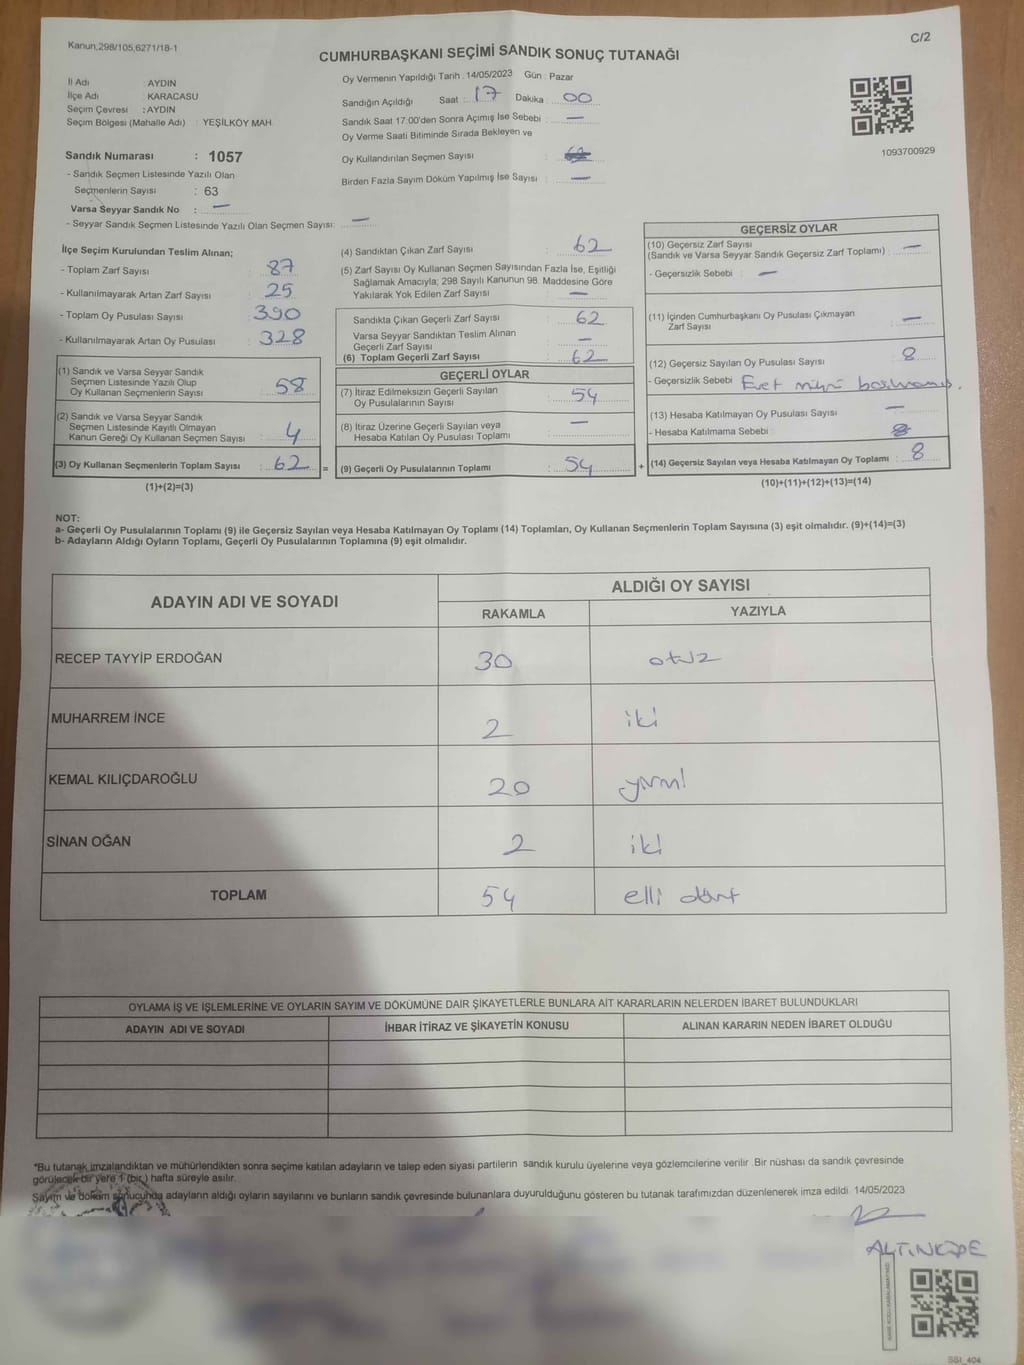 Kanun,298/105,6271/18-1
C/2
CUMHURBAŞKANI SEÇİMİ SANDIK SONUÇ TUTANAĞI
İl Adı : AYDIN
İlçe Adı : KARACASU
Seçim Çevresi : AYDIN
Seçim Bölgesi (Mahalle Adı) : YEŞİLKÖY MAH.
Oy Vermenin Yapıldığı Tarih : 14/05/2023 Gün : Pazar
Sandığın Açıldığı Saat : 17 Dakika : 00
Sandık Saat 17:00'den Sonra Açımış İse Sebebi : —
Oy Verme Saati Bitiminde Sırada Bekleyen ve
Oy Kullandırılan Seçmen Sayısı :
Birden Fazla Sayım Döküm Yapılmış İse Sayısı : —
1093700929
Sandık Numarası : 1057
- Sandık Seçmen Listesinde Yazılı Olan
Seçmenlerin Sayısı : 63
Varsa Seyyar Sandık No : —
- Seyyar Sandık Seçmen Listesinde Yazılı Olan Seçmen Sayısı: —
İlçe Seçim Kurulundan Teslim Alınan;
- Toplam Zarf Sayısı : 87
- Kullanılmayarak Artan Zarf Sayısı : 25
- Toplam Oy Pusulası Sayısı : 390
- Kullanılmayarak Artan Oy Pusulası : 328
(1) Sandık ve Varsa Seyyar Sandık
Seçmen Listesinde Yazılı Olup
Oy Kullanan Seçmenlerin Sayısı : 58
(2) Sandık ve Varsa Seyyar Sandık
Seçmen Listesinde Kayıtlı Olmayan
Kanun Gereği Oy Kullanan Seçmen Sayısı : 4
(3) Oy Kullanan Seçmenlerin Toplam Sayısı : 62 =
(1)+(2)=(3)
(4) Sandıktan Çıkan Zarf Sayısı : 62
(5) Zarf Sayısı Oy Kullanan Seçmen Sayısından Fazla İse, Eşitliği
Sağlamak Amacıyla; 298 Sayılı Kanunun 98. Maddesine Göre
Yakılarak Yok Edilen Zarf Sayısı : —
Sandıkta Çıkan Geçerli Zarf Sayısı : 62
Varsa Seyyar Sandıktan Teslim Alınan
Geçerli Zarf Sayısı : —
(6) Toplam Geçerli Zarf Sayısı : 62
GEÇERLİ OYLAR
(7) İtiraz Edilmeksizin Geçerli Sayılan
Oy Pusulalarının Sayısı : 54
(8) İtiraz Üzerine Geçerli Sayılan veya
Hesaba Katılan Oy Pusulası Toplamı : —
(9) Geçerli Oy Pusulalarının Toplamı : 54 +
GEÇERSİZ OYLAR
(10) Geçersiz Zarf Sayısı
(Sandık ve Varsa Seyyar Sandık Geçersiz Zarf Toplamı) : —
- Geçersizlik Sebebi : —
(11) İçinden Cumhurbaşkanı Oy Pusulası Çıkmayan
Zarf Sayısı : —
(12) Geçersiz Sayılan Oy Pusulası Sayısı : 8
- Geçersizlik Sebebi : Evet mührü basılmamış.
(13) Hesaba Katılmayan Oy Pusulası Sayısı : —
- Hesaba Katılmama Sebebi :
(14) Geçersiz Sayılan veya Hesaba Katılmayan Oy Toplamı : 8
(10)+(11)+(12)+(13)=(14)
NOT:
a- Geçerli Oy Pusulalarının Toplamı (9) ile Geçersiz Sayılan veya Hesaba Katılmayan Oy Toplamı (14) Toplamları, Oy Kullanan Seçmenlerin Toplam Sayısına (3) eşit olmalıdır. (9)+(14)=(3)
b- Adayların Aldığı Oyların Toplamı, Geçerli Oy Pusulalarının Toplamına (9) eşit olmalıdır.
ADAYIN ADI VE SOYADI
ALDIĞI OY SAYISI
RAKAMLA YAZIYLA
RECEP TAYYİP ERDOĞAN 30 otuz
MUHARREM İNCE 2 iki
KEMAL KILIÇDAROĞLU 20 yirmi
SİNAN OĞAN 2 iki
TOPLAM 54 elli dört
OYLAMA İŞ VE İŞLEMLERİNE VE OYLARIN SAYIM VE DÖKÜMÜNE DAİR ŞİKAYETLERLE BUNLARA AİT KARARLARIN NELERDEN İBARET BULUNDUKLARI
ADAYIN ADI VE SOYADI İHBAR İTİRAZ VE ŞİKAYETİN KONUSU ALINAN KARARIN NEDEN İBARET OLDUĞU
*Bu tutanak imzalandıktan ve mühürlendikten sonra seçime katılan adayların ve talep eden siyasi partilerin sandık kurulu üyelerine veya gözlemcilerine verilir. Bir nüshası da sandık çevresinde
görülecek bir yere 1 (bir) hafta süreyle asılır.
Sayım ve döküm sonucunda adayların aldığı oyların sayılarını ve bunların sandık çevresinde bulunanlara duyurulduğunu gösteren bu tutanak tarafımızdan düzenlenerek imza edildi. 14/05/2023
SSI_404